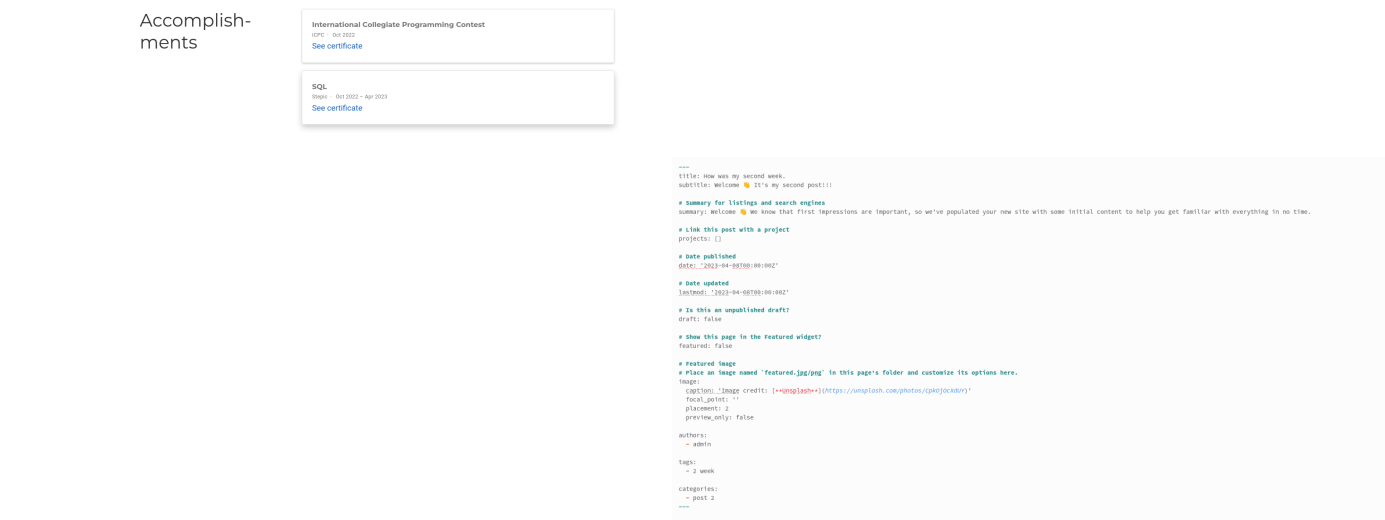 Accomplish-
ments
International Collegiate Programming Contest
ICPC · Oct 2022
See certificate
SQL
Stepic · Oct 2022 – Apr 2023
See certificate
---
title: How was my second week.
subtitle: Welcome 👋 It's my second post!!!
# Summary for listings and search engines
summary: Welcome 👋 We know that first impressions are important, so we've populated your new site with some initial content to help you get familiar with everything in no time.
# Link this post with a project
projects: []
# Date published
date: '2023-04-08T00:00:00Z'
# Date updated
lastmod: '2023-04-08T00:00:00Z'
# Is this an unpublished draft?
draft: false
# Show this page in the Featured widget?
featured: false
# Featured image
# Place an image named `featured.jpg/png` in this page's folder and customize its options here.
image:
caption: 'Image credit: [**Unsplash**](https://unsplash.com/photos/CpkOjOcXdUY)'
focal_point: ''
placement: 2
preview_only: false
authors:
- admin
tags:
- 2 week
categories:
- post 2
---